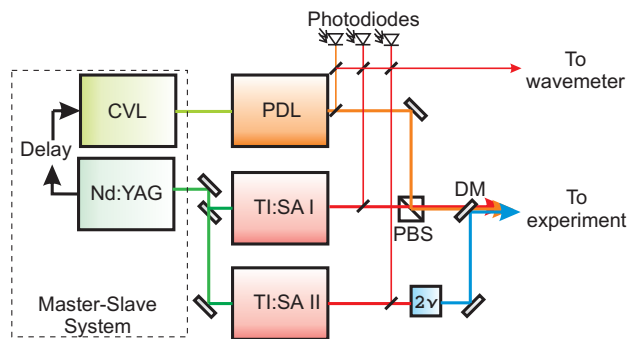 Photodiodes
To
wavemeter
CVL
PDL
Delay
Nd:YAG
TI:SA I
DM
To
experiment
PBS
TI:SA II
2ν
Master-Slave
System